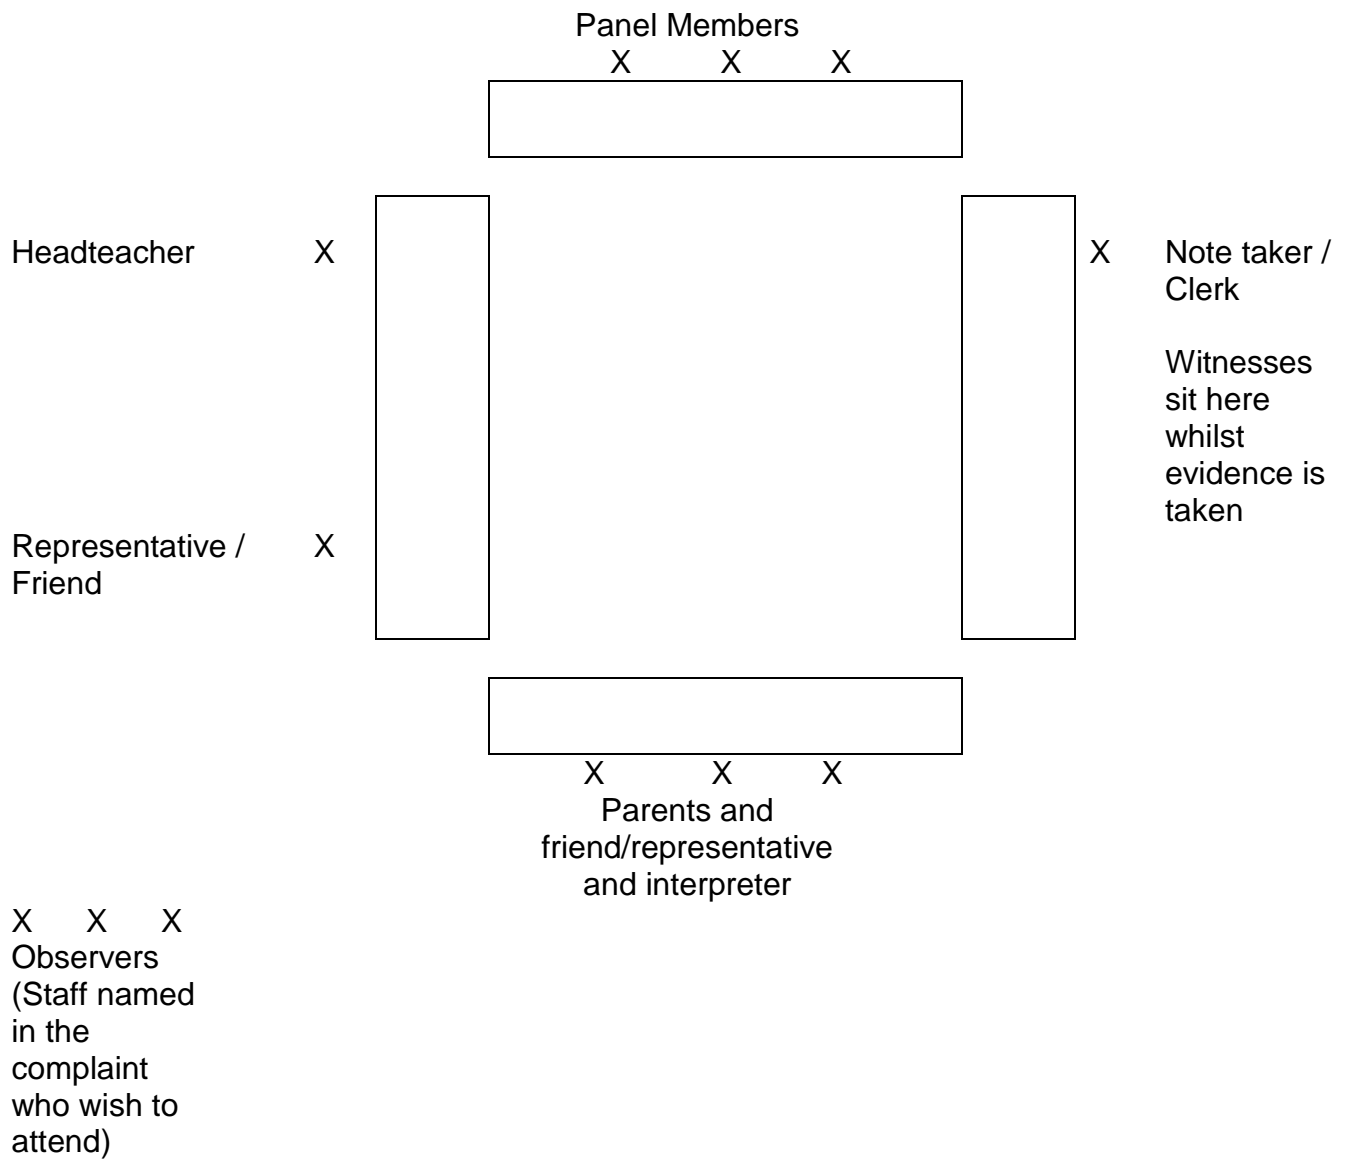 Panel Members
X X X
Headteacher X
X Note taker /
Clerk
Witnesses
sit here
whilst
evidence is
taken
Representative / X
Friend
X X X
Parents and
friend/representative
and interpreter
X X X
Observers
(Staff named
in the
complaint
who wish to
attend)